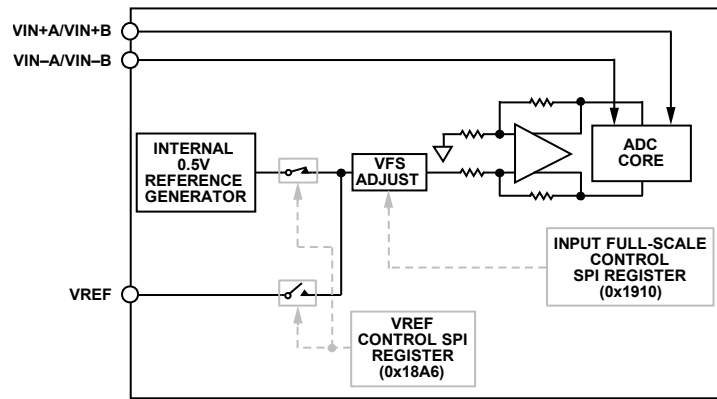 VIN+A/VIN+B
VIN–A/VIN–B
INTERNAL
0.5V
REFERENCE
GENERATOR
VFS
ADJUST
ADC
CORE
INPUT FULL-SCALE
CONTROL
SPI REGISTER
(0x1910)
VREF
VREF
CONTROL SPI
REGISTER
(0x18A6)